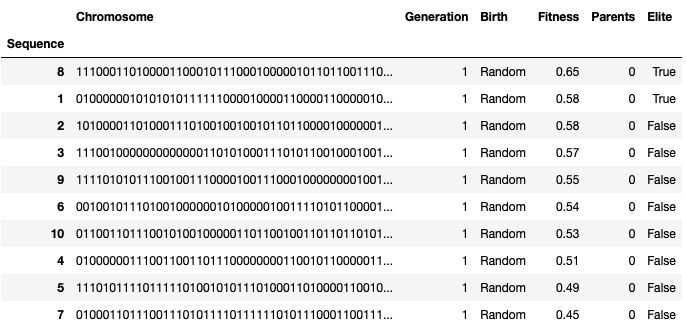 Chromosome Generation Birth Fitness Parents Elite
Sequence
8 1110001101000011000101110001000001011011001110... 1 Random 0.65 0 True
1 0100000010101010111111000010000110000110000010... 1 Random 0.58 0 True
2 1010000110100011101001001001011011000010000001... 1 Random 0.58 0 False
3 1110010000000000000110101000111010110010001001... 1 Random 0.57 0 False
9 1111010101110010011100001001110001000000001001... 1 Random 0.55 0 False
6 0010010111010010000001010000010011110101100001... 1 Random 0.54 0 False
10 0110011011100101001000001101100100110110110101... 1 Random 0.53 0 False
4 0100000011100110011011100000000110010110000011... 1 Random 0.51 0 False
5 1110101111011111010010101110100011010000110010... 1 Random 0.49 0 False
7 0100011011100111010111101111110101110001100111... 1 Random 0.45 0 False